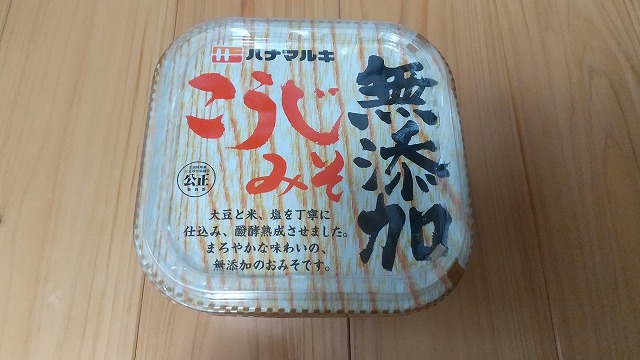 ハナマルキ
無添加
こうじ
みそ
公正
大豆と米、塩を丁寧に
仕込み、醗酵熟成させました。
まろやかな味わいの、
無添加のおみそです。